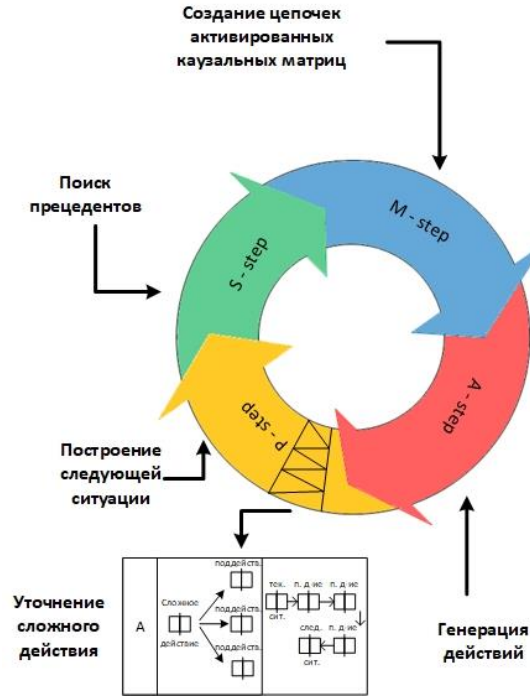 Создание цепочек
активированных
каузальных матриц
Поиск
прецедентов
M - step
S - step
A - step
P - step
Построение
следующей
ситуации
Генерация
действий
Уточнение
сложного
действия
A
Сложное
действие
поддейств.
поддейств.
поддейств.
тек. п. д-ие п. д-ие
сит.
след. п. д-ие
сит.